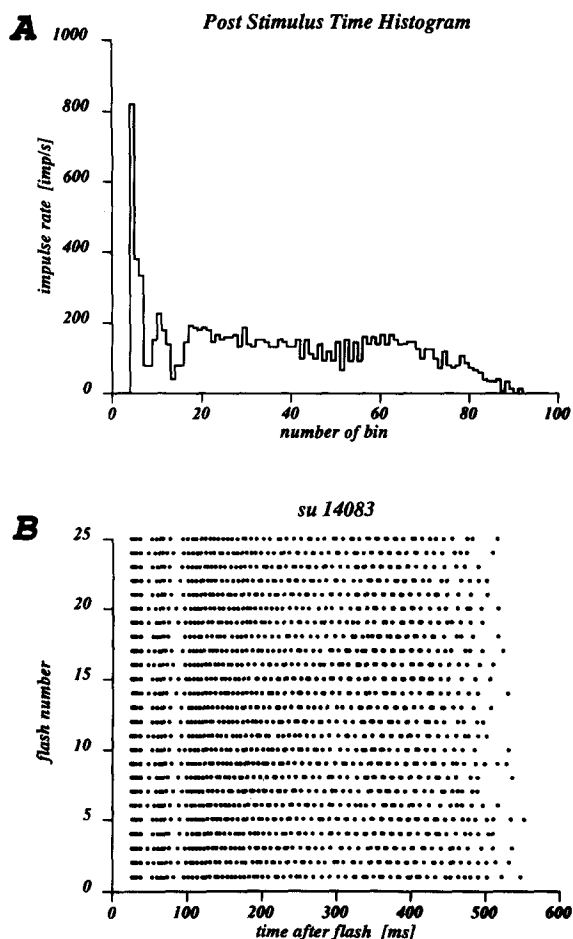 A
Post Stimulus Time Histogram
1000
800
600
400
200
0
impulse rate [imp/s]
0 20 40 60 80 100
number of bin
B
su 14083
25
20
15
10
5
0
flash number
0 100 200 300 400 500 600
time after flash [ms]